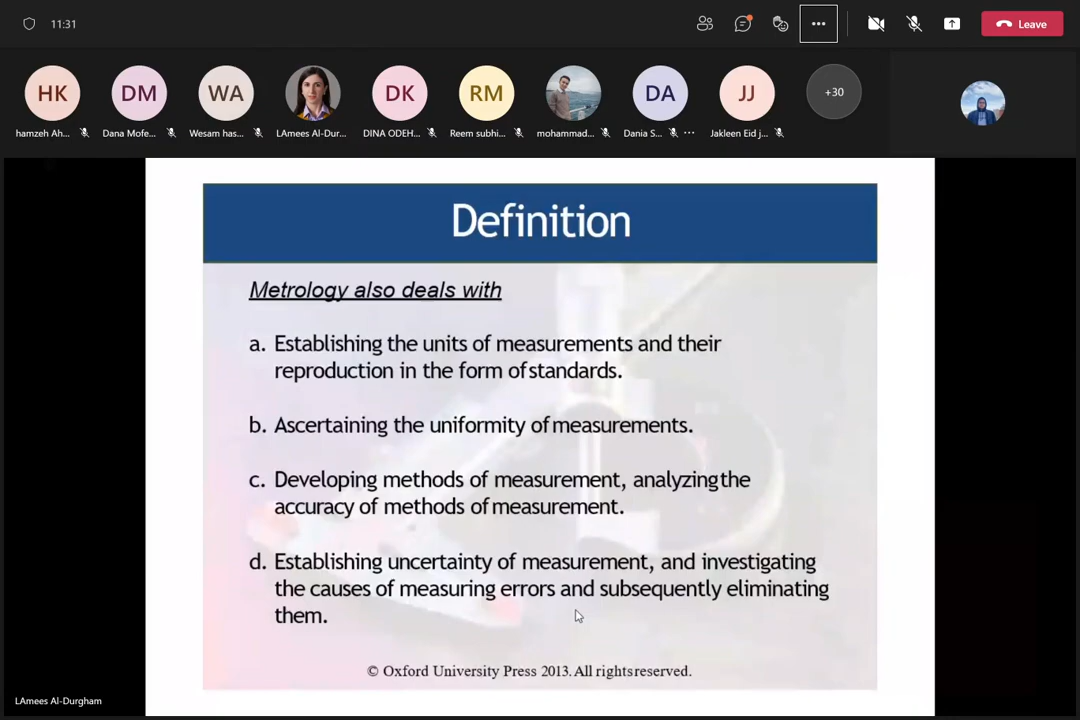 11:31
Leave
HK
DM
WA
DK
RM
DA
JJ
+30
hamzeh Ah...
Dana Mofe...
Wesam has...
LAmees Al-Dur...
DINA ODEH...
Reem subhi...
mohammad...
Dania S...
Jakleen Eid j...
Definition
Metrology also deals with
a. Establishing the units of measurements and their
reproduction in the form of standards.
b. Ascertaining the uniformity of measurements.
c. Developing methods of measurement, analyzing the
accuracy of methods of measurement.
d. Establishing uncertainty of measurement, and investigating
the causes of measuring errors and subsequently eliminating
them.
© Oxford University Press 2013. All rights reserved.
LAmees Al-Durgham